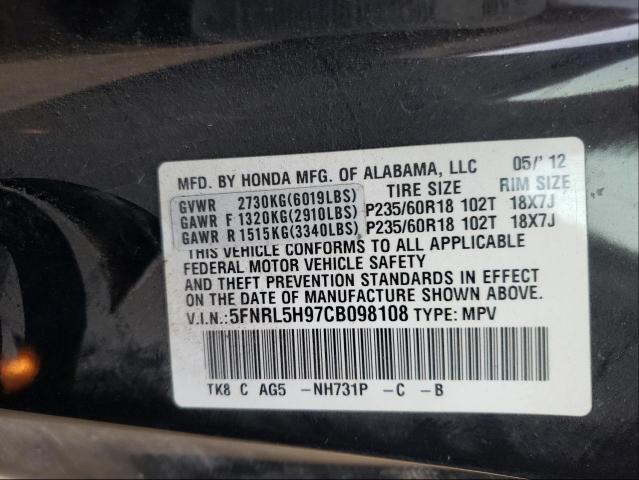 MFD. BY HONDA MFG. OF ALABAMA, LLC 05/'12
TIRE SIZE RIM SIZE
GVWR 2730KG(6019LBS)
GAWR F 1320KG(2910LBS) P235/60R18 102T 18X7J
GAWR R 1515KG(3340LBS) P235/60R18 102T 18X7J
THIS VEHICLE CONFORMS TO ALL APPLICABLE
FEDERAL MOTOR VEHICLE SAFETY
AND THEFT PREVENTION STANDARDS IN EFFECT
ON THE DATE OF MANUFACTURE SHOWN ABOVE.
V.I.N.:5FNRL5H97CB098108 TYPE: MPV
TK8 C AG5 -NH731P -C -B